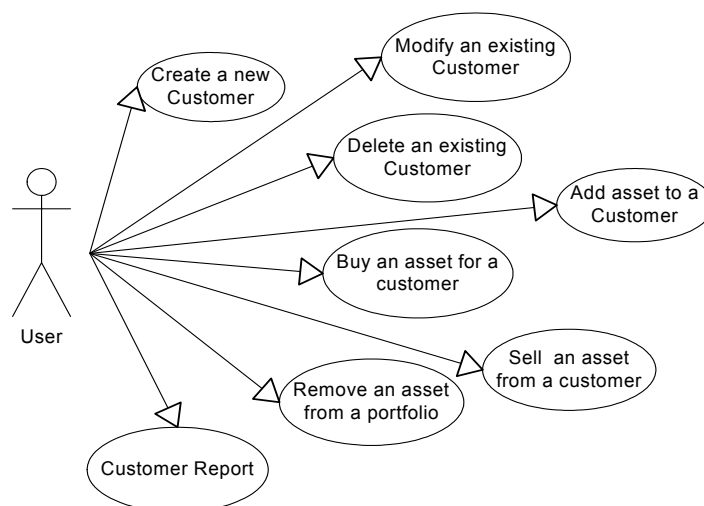 Modify an existing
Customer
Create a new
Customer
Delete an existing
Customer
Add asset to a
Customer
Buy an asset for a
customer
User
Sell an asset
from a customer
Remove an asset
from a portfolio
Customer Report